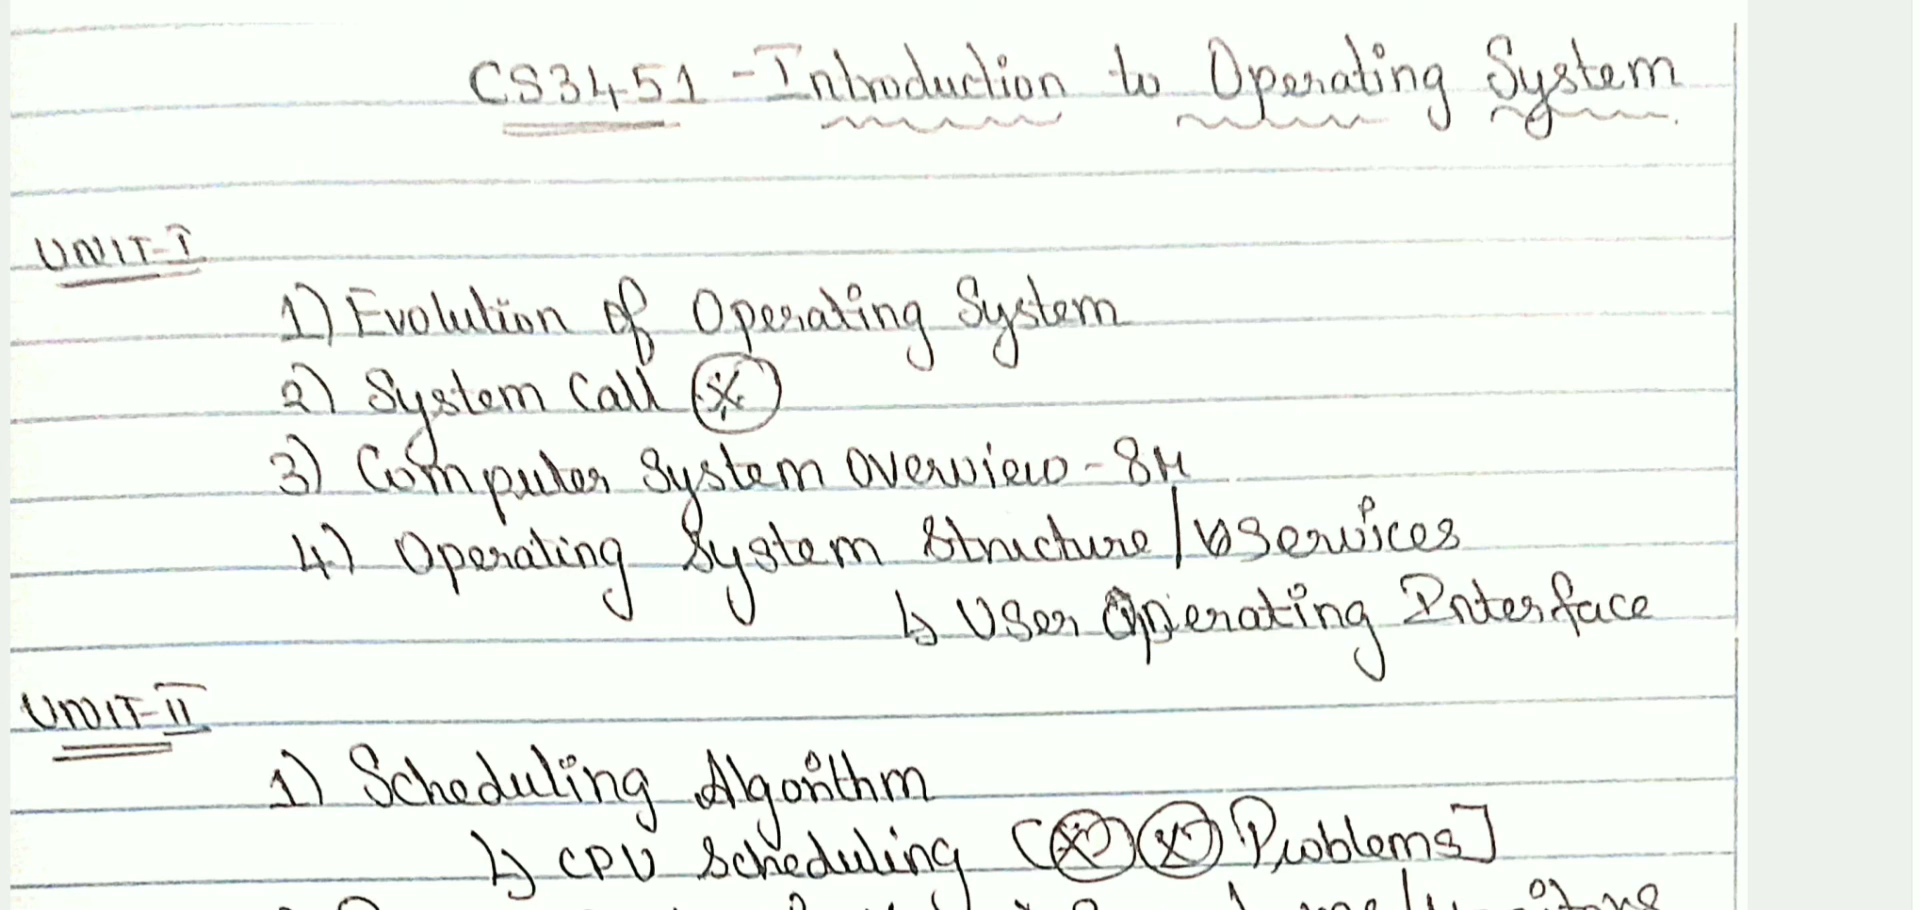 CS3451 - Introduction to Operating System
UNIT-I
1) Evolution of Operating System
2) System Call
3) Computer System Overview - 8M
4) Operating System Structure / Services
↳ User Operating Interface
UNIT-II
1) Scheduling Algorithm
↳ CPU Scheduling [Problems]